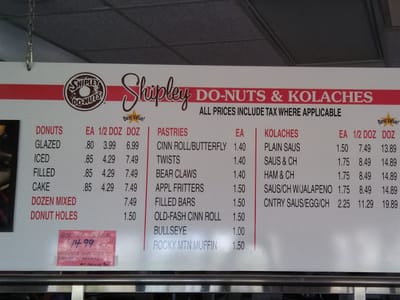 SHIPLEY
DO-NUTS
Shipley DO-NUTS & KOLACHES
ALL PRICES INCLUDE TAX WHERE APPLICABLE
DONUTS EA 1/2 DOZ DOZ
GLAZED .80 3.99 6.99
ICED .85 4.29 7.49
FILLED .85 4.29 7.49
CAKE .85 4.29 7.49
DOZEN MIXED 7.49
DONUT HOLES 1.50
14.99
PASTRIES EA
CINN ROLL/BUTTERFLY 1.40
TWISTS 1.40
BEAR CLAWS 1.40
APPL FRITTERS 1.50
FILLED BARS 1.50
OLD-FASH CINN ROLL 1.50
BULLSEYE 1.00
ROCKY MTN MUFFIN 1.50
KOLACHES EA 1/2 DOZ DOZ
PLAIN SAUS 1.50 7.49 13.89
SAUS & CH 1.75 8.49 14.89
HAM & CH 1.75 8.49 14.89
SAUS/CH W/JALAPENO 1.75 8.49 14.89
CNTRY SAUS/EGG/CH 2.25 11.29 19.89